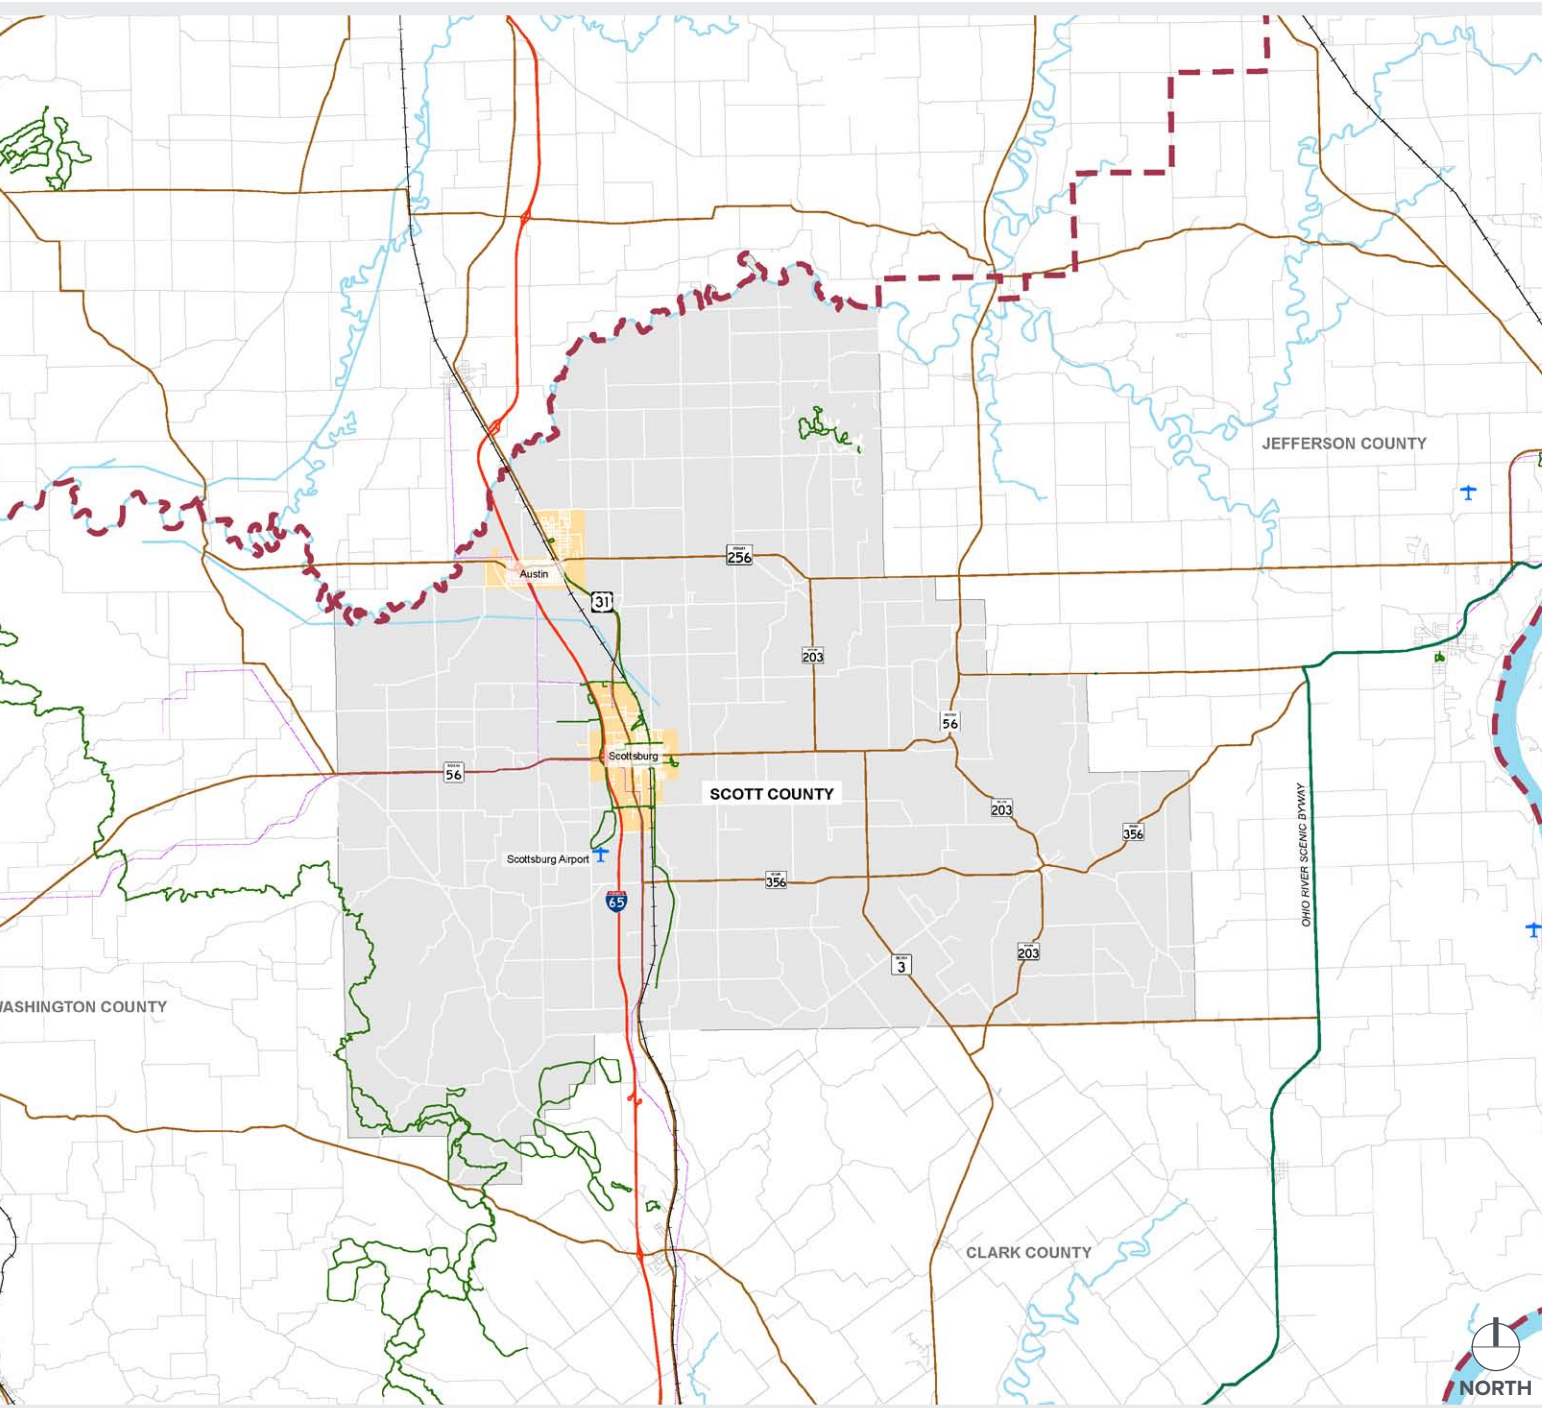 JEFFERSON COUNTY
256
Austin
31
203
56
Scottsburg
56
SCOTT COUNTY
203
356
OHIO RIVER SCENIC BYWAY
Scottsburg Airport
356
65
203
3
WASHINGTON COUNTY
CLARK COUNTY
NORTH